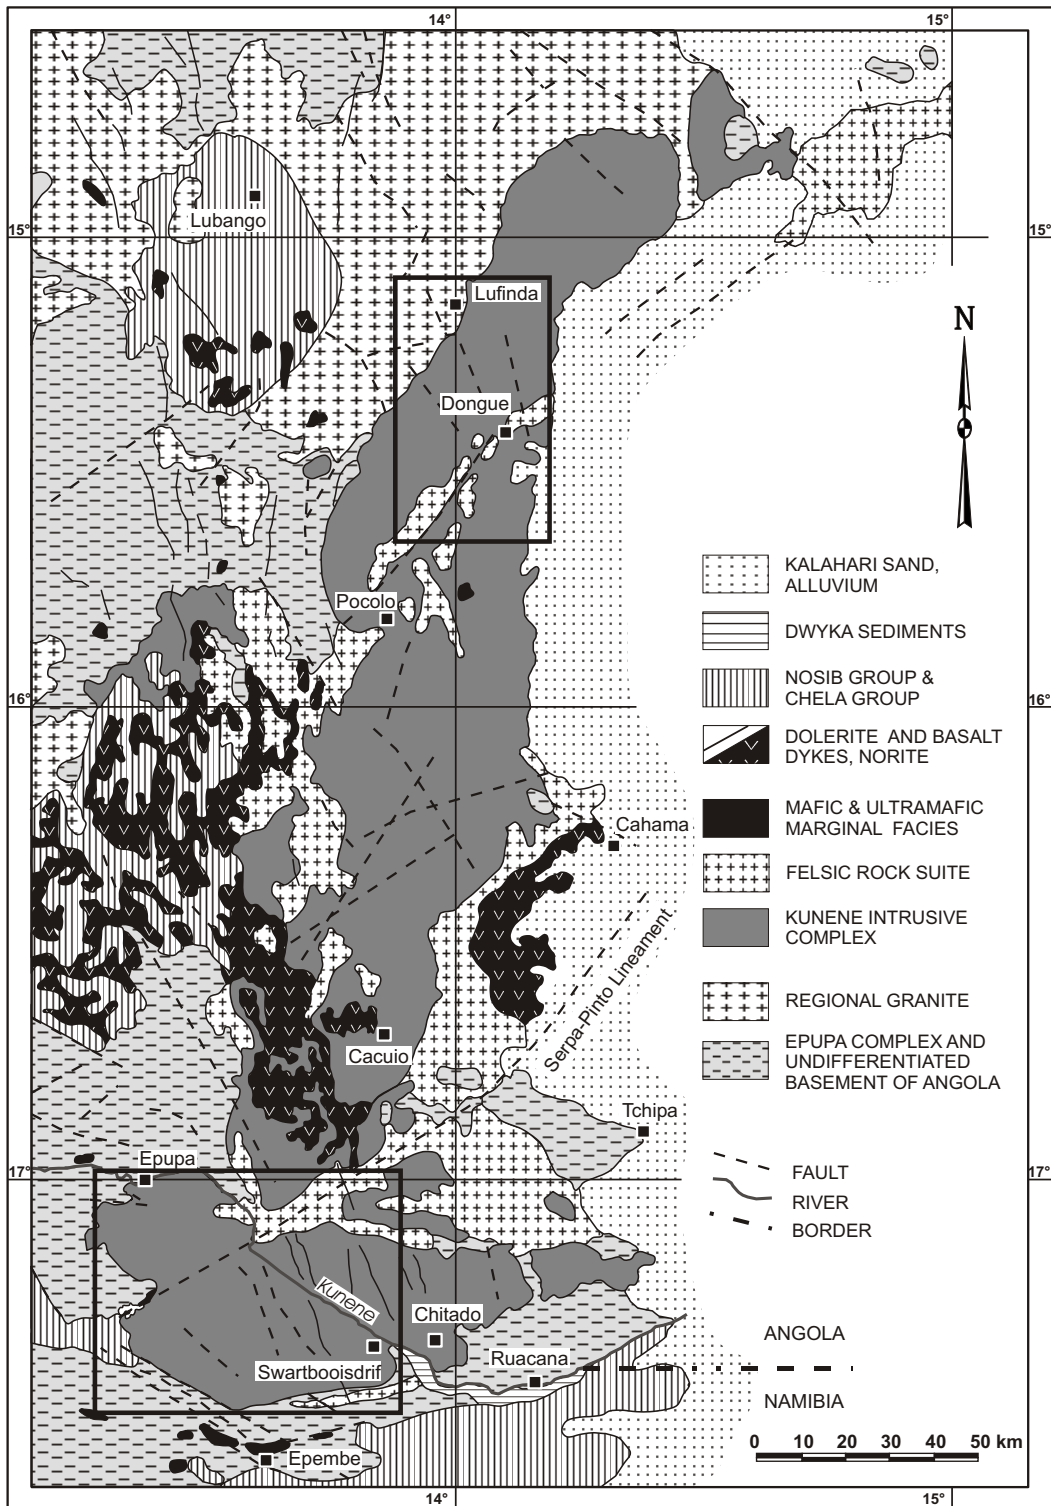 14°
15°
15°
15°
Lubango
Lufinda
N
Dongue
KALAHARI SAND,
ALLUVIUM
Pocolo
DWYKA SEDIMENTS
NOSIB GROUP &
CHELA GROUP
16°
16°
DOLERITE AND BASALT
DYKES, NORITE
MAFIC & ULTRAMAFIC
MARGINAL FACIES
Cahama
FELSIC ROCK SUITE
KUNENE INTRUSIVE
COMPLEX
Serpa-Pinto Lineament
REGIONAL GRANITE
Cacuio
EPUPA COMPLEX AND
UNDIFFERENTIATED
BASEMENT OF ANGOLA
Tchipa
Epupa
17°
17°
FAULT
RIVER
BORDER
Kunene
Chitado
ANGOLA
Swartbooisdrif
Ruacana
NAMIBIA
Epembe
0 10 20 30 40 50 km
14°
15°